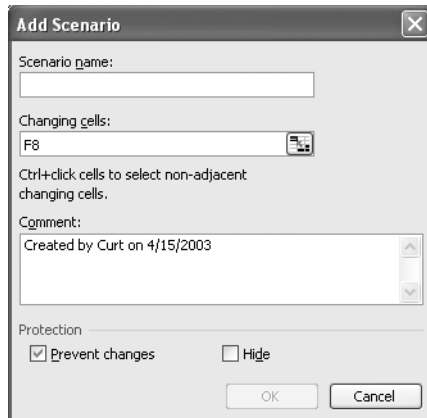 Add Scenario
Scenario name:
Changing cells:
F8
Ctrl+click cells to select non-adjacent
changing cells.
Comment:
Created by Curt on 4/15/2003
Protection
Prevent changes Hide
OK Cancel